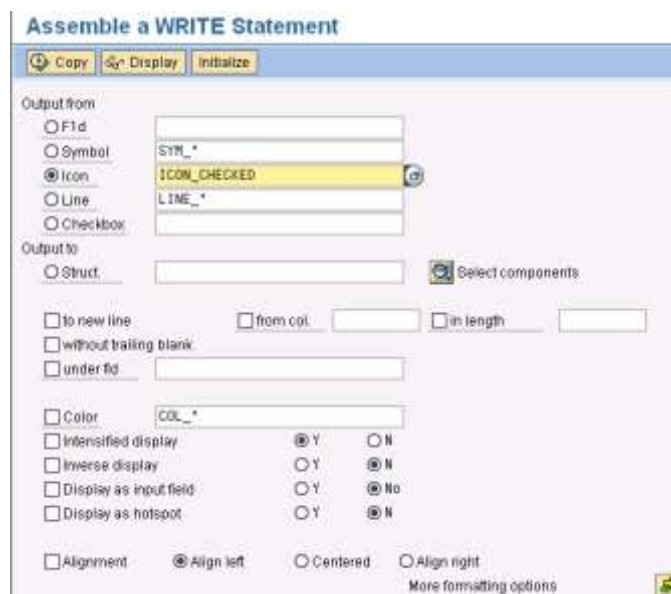 Assemble a WRITE Statement
Copy Display Initialize
Output from
Fld
Symbol SYM_*
Icon ICON_CHECKED
Line LINE_*
Checkbox
Output to
Struct. Select components
to new line from col. in length
without trailing blank
under fld
Color COL_*
Intensified display Y N
Inverse display Y N
Display as input field Y No
Display as hotspot Y N
Alignment Align left Centered Align right
More formatting options